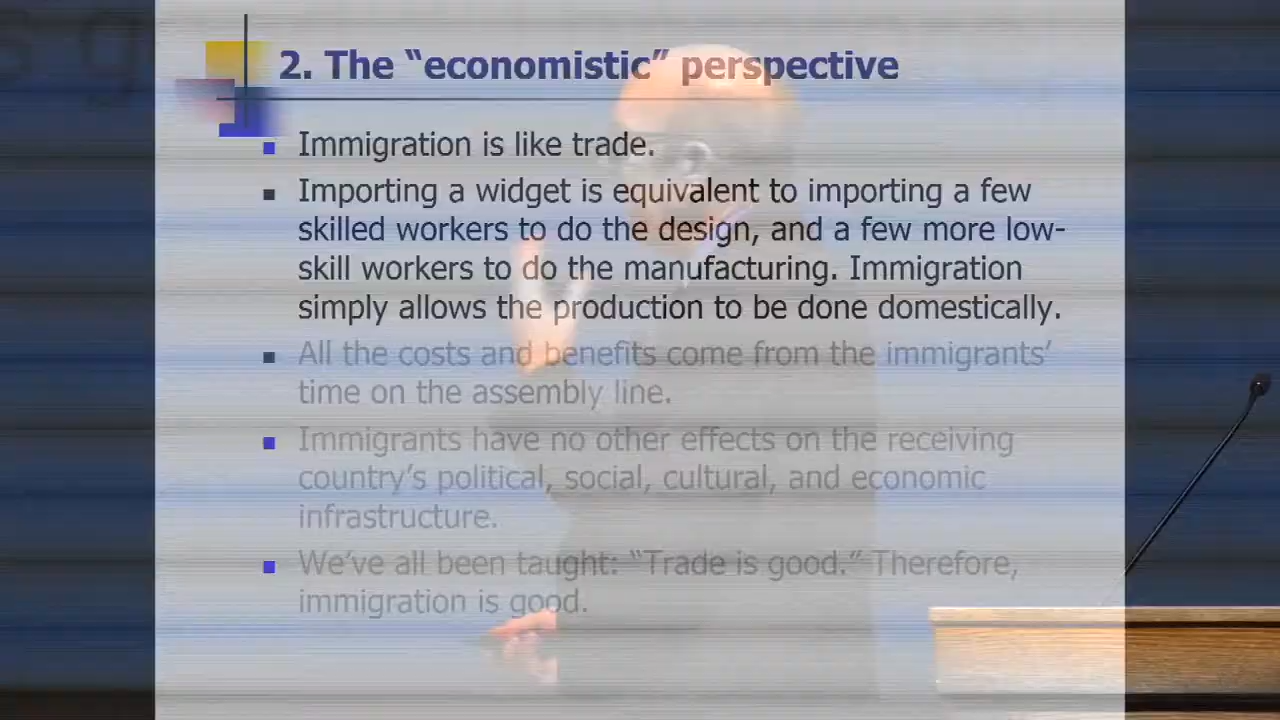 2. The “economistic” perspective
Immigration is like trade.
Importing a widget is equivalent to importing a few
skilled workers to do the design, and a few more low-
skill workers to do the manufacturing. Immigration
simply allows the production to be done domestically.
All the costs and benefits come from the immigrants’
time on the assembly line.
Immigrants have no other effects on the receiving
country’s political, social, cultural, and economic
infrastructure.
We’ve all been taught: “Trade is good.” Therefore,
immigration is good.